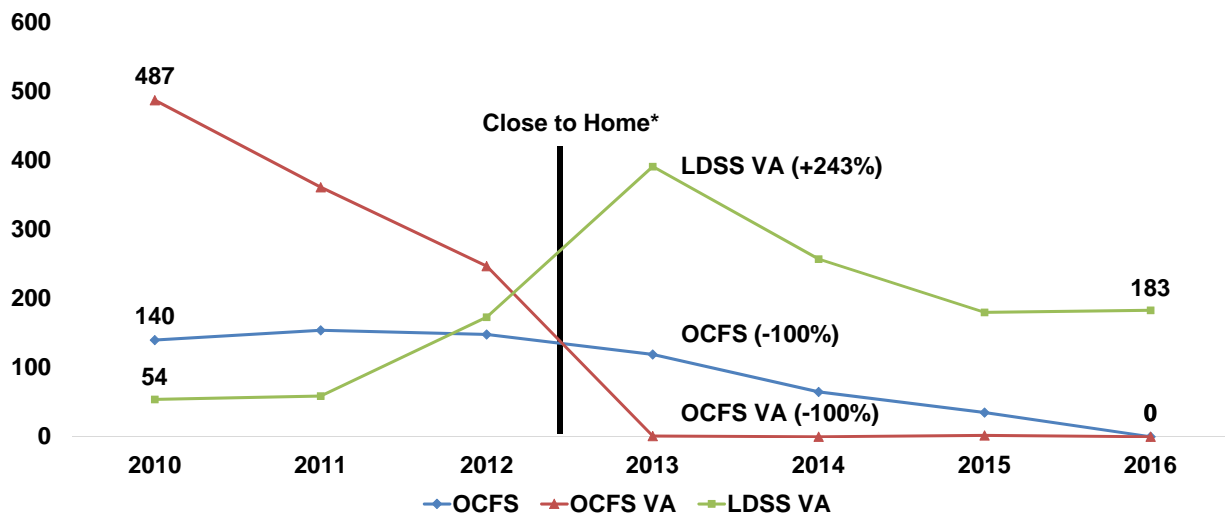 600
500
487
Close to Home*
400
LDSS VA (+243%)
300
200
183
140
OCFS (-100%)
100
54
OCFS VA (-100%)
0
0
2010 2011 2012 2013 2014 2015 2016
OCFS OCFS VA LDSS VA